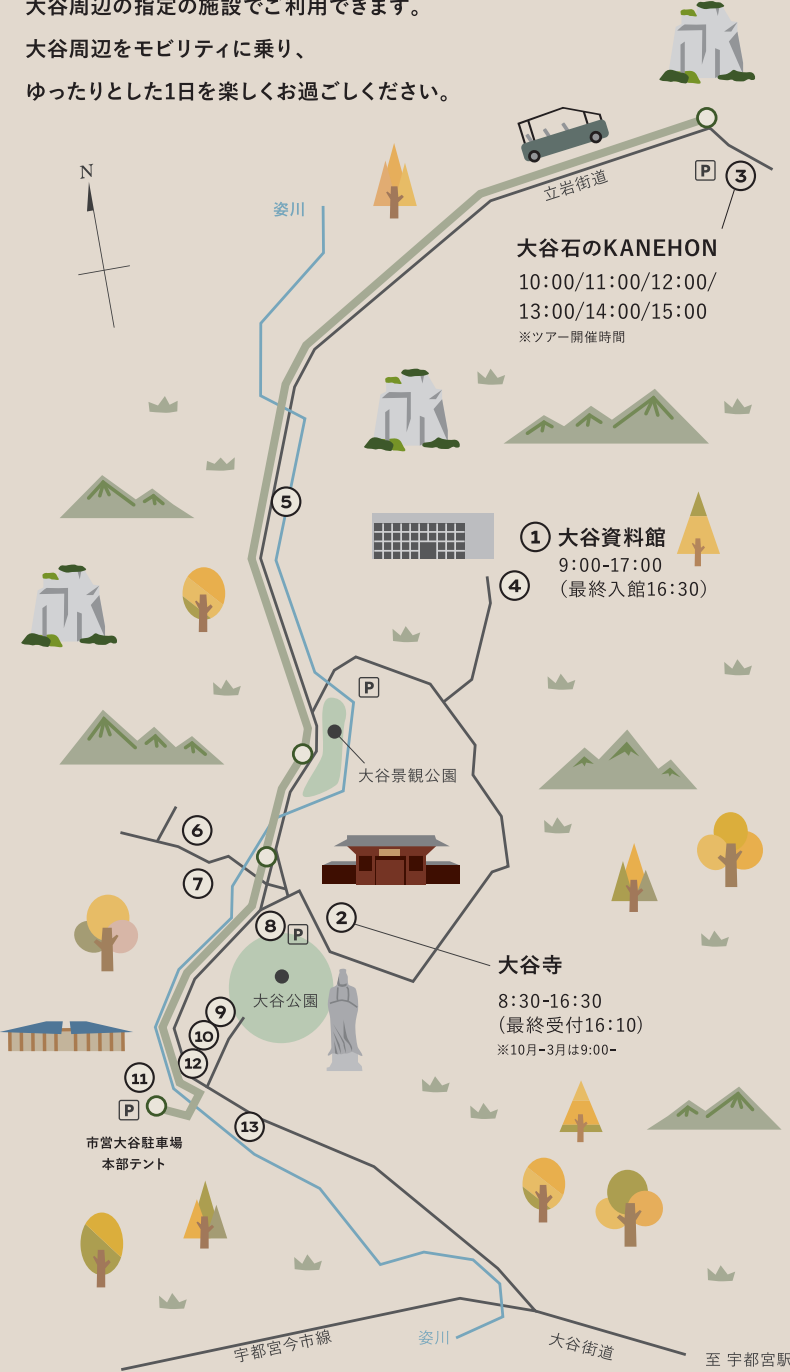 大谷周辺の指定の施設でご利用できます。
大谷周辺をモビリティに乗り、
ゆったりとした1日を楽しくお過ごしください。
N
姿川
立岩街道
P
3
大谷石のKANEHON
10:00/11:00/12:00/
13:00/14:00/15:00
※ツアー開催時間
5
1 大谷資料館
9:00-17:00
(最終入館16:30)
4
P
大谷景観公園
6
7
2
8
P
大谷寺
8:30-16:30
(最終受付16:10)
※10月-3月は9:00-
大谷公園
9
10
12
11
P
13
市営大谷駐車場
本部テント
宇都宮今市線
姿川
大谷街道
至 宇都宮駅